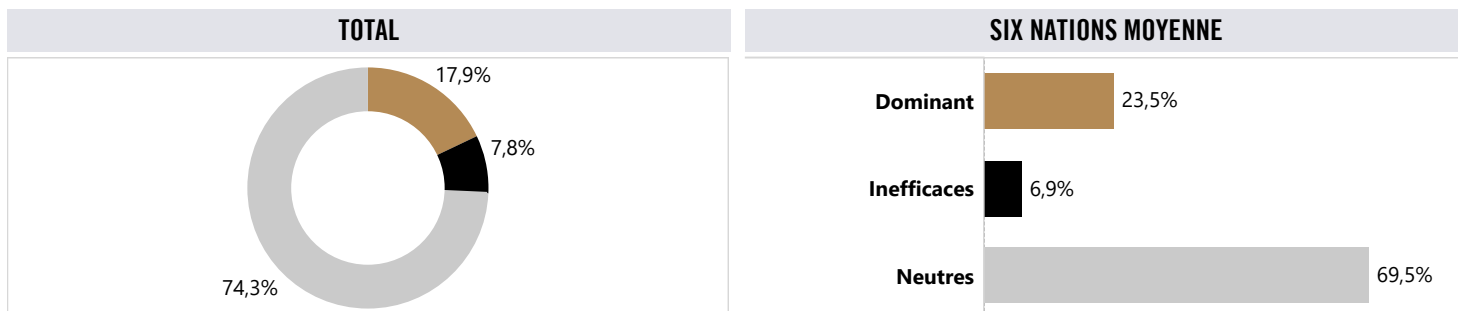 TOTAL
17,9%
7,8%
74,3%
SIX NATIONS MOYENNE
Dominant 23,5%
Inefficaces 6,9%
Neutres 69,5%